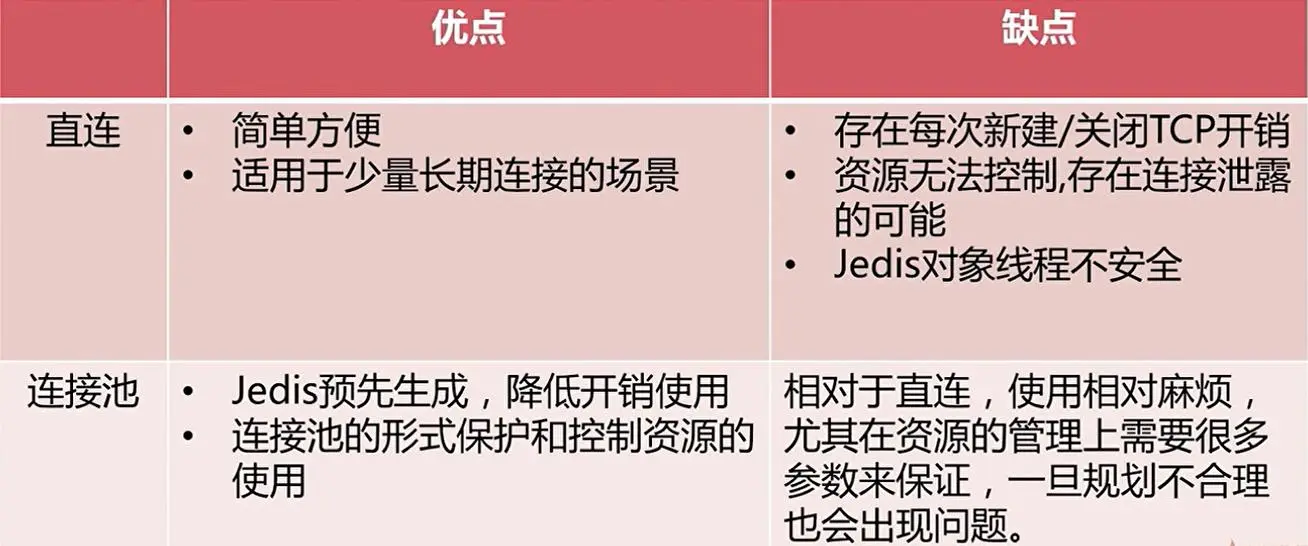 优点 缺点
直连
• 简单方便
• 适用于少量长期连接的场景
• 存在每次新建/关闭TCP开销
• 资源无法控制,存在连接泄露
的可能
• Jedis对象线程不安全
连接池
• Jedis预先生成，降低开销使用
• 连接池的形式保护和控制资源的
使用
相对于直连，使用相对麻烦，
尤其在资源的管理上需要很多
参数来保证，一旦规划不合理
也会出现问题。